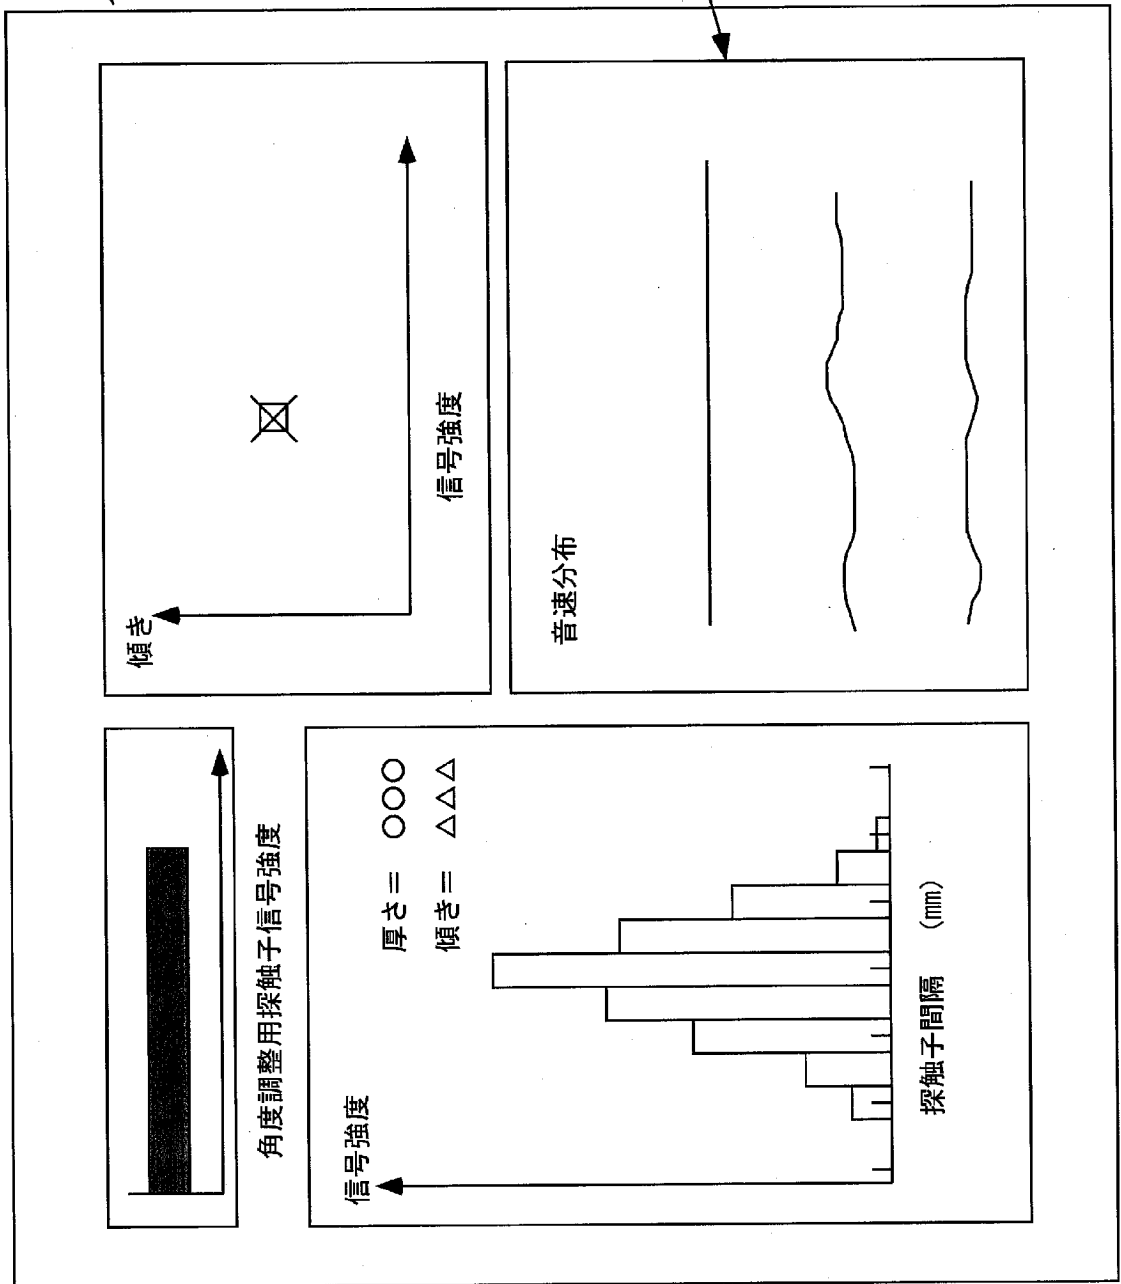 角度調整用探触子信号強度
傾き
信号強度
信号強度
厚さ= ○○○
傾き= △△△
探触子間隔 (mm)
音速分布